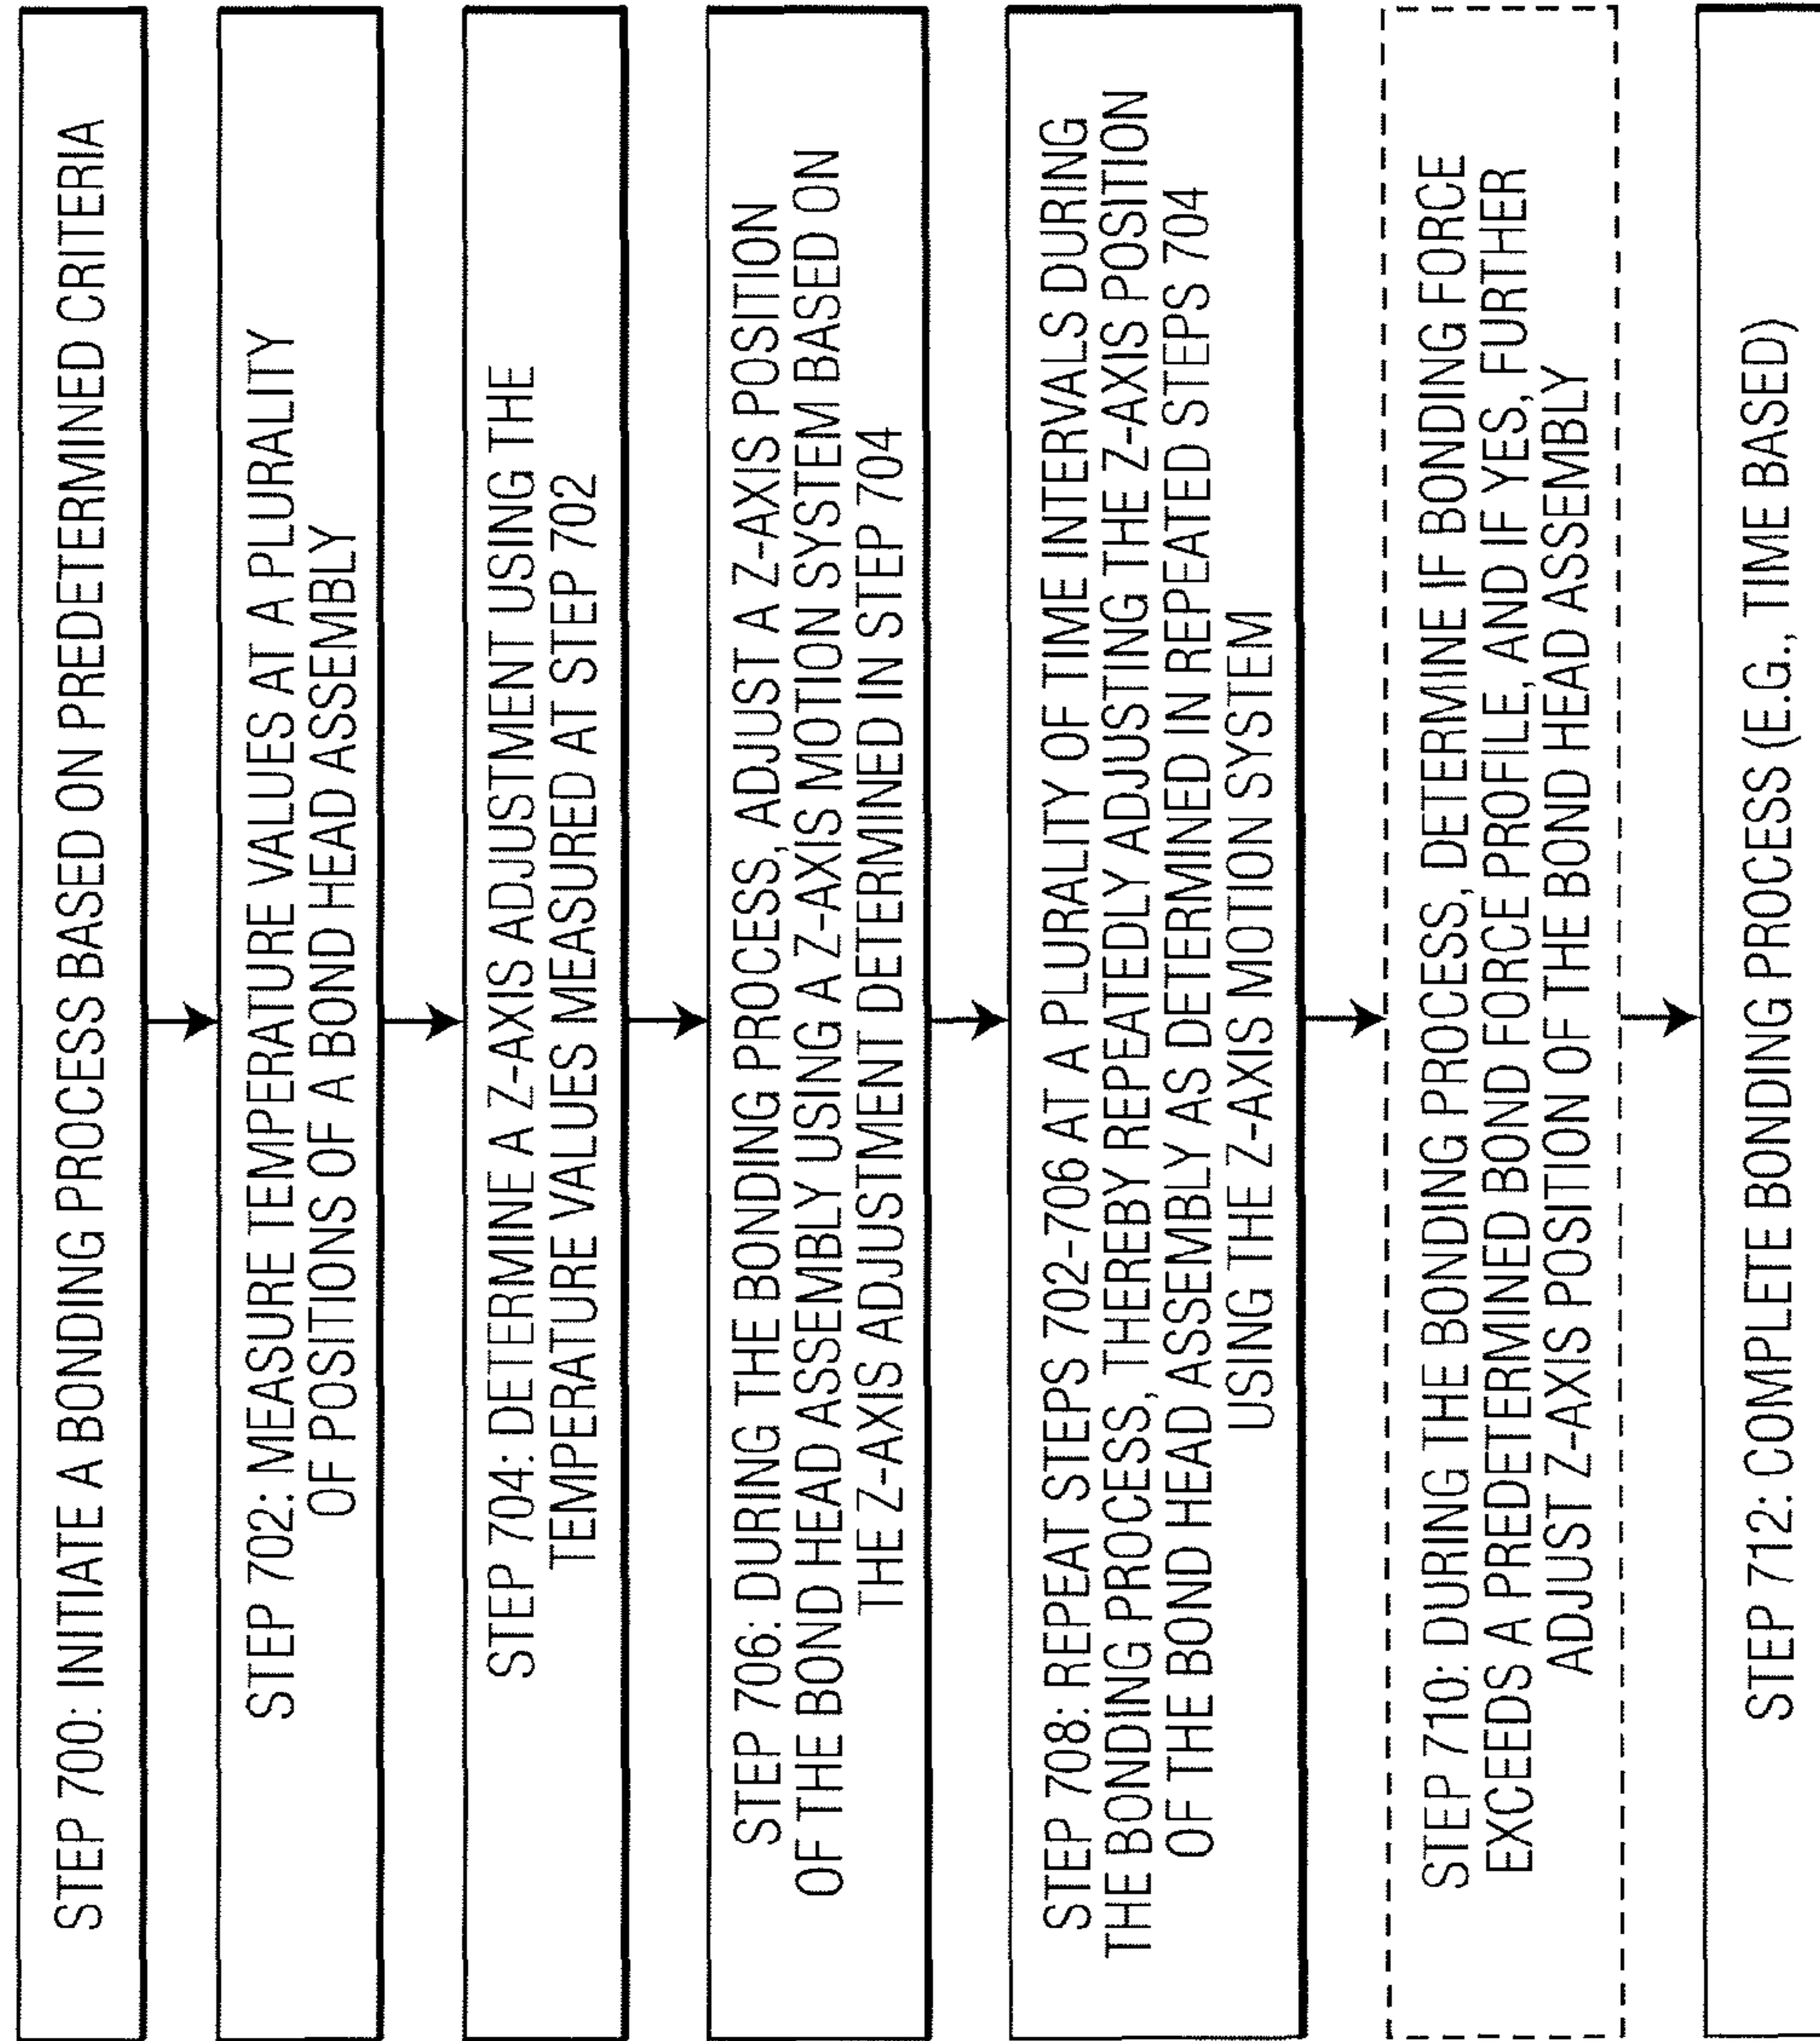 STEP 700: INITIATE A BONDING PROCESS BASED ON PREDETERMINED CRITERIA
STEP 702: MEASURE TEMPERATURE VALUES AT A PLURALITY
OF POSITIONS OF A BOND HEAD ASSEMBLY
STEP 704: DETERMINE A Z-AXIS ADJUSTMENT USING THE
TEMPERATURE VALUES MEASURED AT STEP 702
STEP 706: DURING THE BONDING PROCESS, ADJUST A Z-AXIS POSITION
OF THE BOND HEAD ASSEMBLY USING A Z-AXIS MOTION SYSTEM BASED ON
THE Z-AXIS ADJUSTMENT DETERMINED IN STEP 704
STEP 708: REPEAT STEPS 702-706 AT A PLURALITY OF TIME INTERVALS DURING
THE BONDING PROCESS, THEREBY REPEATEDLY ADJUSTING THE Z-AXIS POSITION
OF THE BOND HEAD ASSEMBLY AS DETERMINED IN REPEATED STEPS 704
USING THE Z-AXIS MOTION SYSTEM
STEP 710: DURING THE BONDING PROCESS, DETERMINE IF BONDING FORCE
EXCEEDS A PREDETERMINED BOND FORCE PROFILE, AND IF YES, FURTHER
ADJUST Z-AXIS POSITION OF THE BOND HEAD ASSEMBLY
STEP 712: COMPLETE BONDING PROCESS (E.G., TIME BASED)